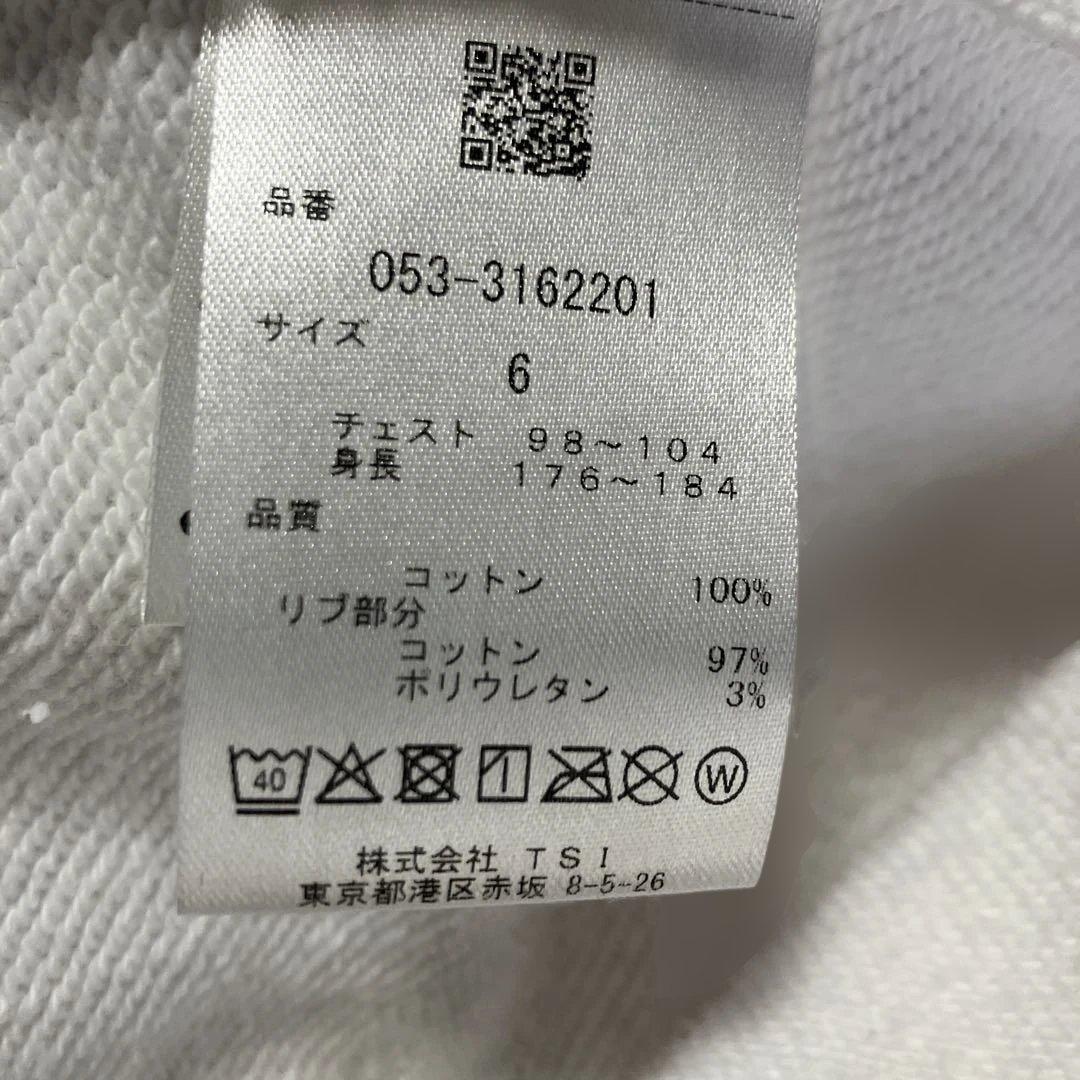 品番
053-3162201
サイズ
6
チェスト 98~104
身長 176~184
品質
コットン 100%
リブ部分
コットン 97%
ポリウレタン 3%
40 W
株式会社 TSI
東京都港区赤坂 8-5-26